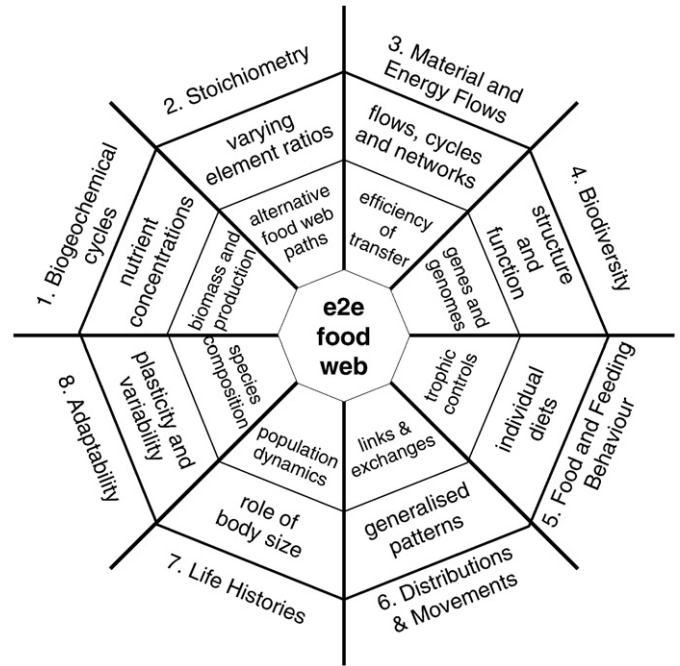 1. Biogeochemical
cycles
nutrient
concentrations
biomass and
production
2. Stoichiometry
varying
element ratios
alternative
food web
paths
3. Material and
Energy Flows
flows, cycles
and networks
efficiency
of
transfer
4. Biodiversity
structure
and
function
genes and
genomes
e2e
food
web
5. Food and Feeding
Behaviour
individual
diets
trophic
controls
6. Distributions
& Movements
generalised
patterns
links &
exchanges
7. Life Histories
role of
body size
population
dynamics
8. Adaptability
plasticity and
variability
species
composition